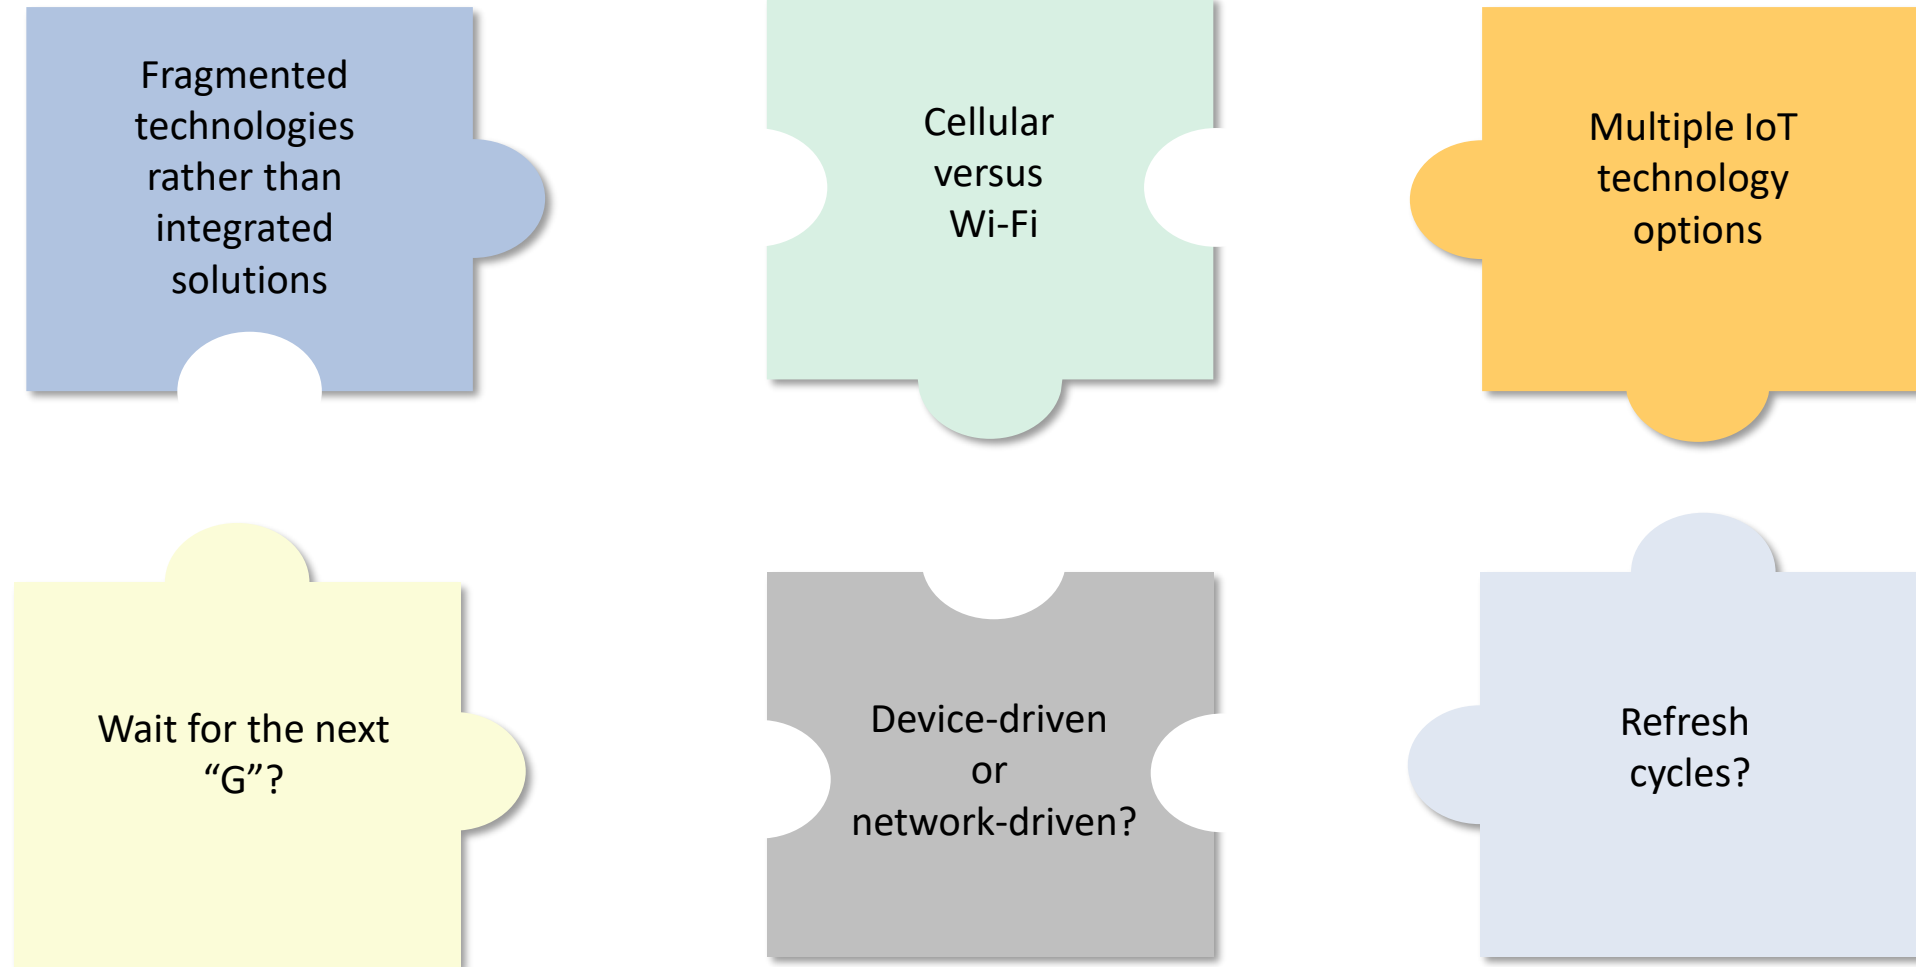 Fragmented
technologies
rather than
integrated
solutions
Cellular
versus
Wi-Fi
Multiple IoT
technology
options
Wait for the next
“G”?
Device-driven
or
network-driven?
Refresh
cycles?